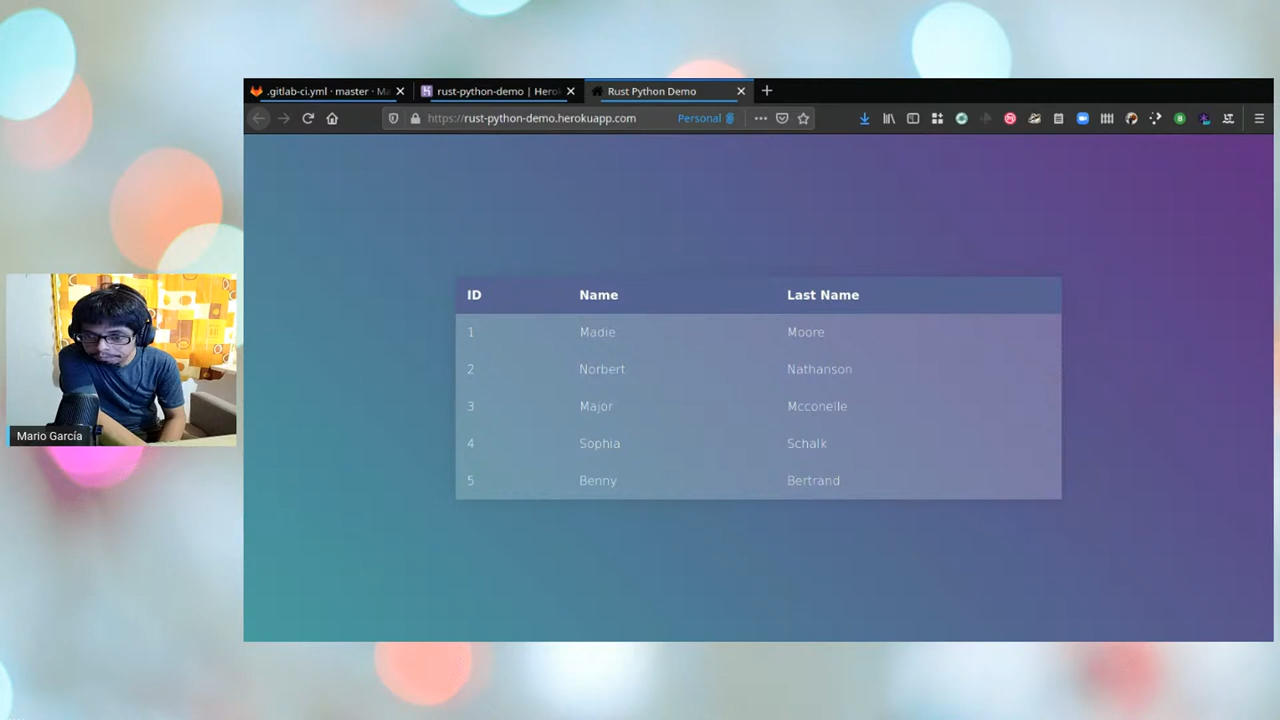 .gitlab-ci.yml · master · Ma
rust-python-demo | Hero
Rust Python Demo
https://rust-python-demo.herokuapp.com
Personal
ID Name Last Name
1 Madie Moore
2 Norbert Nathanson
3 Major Mcconelle
4 Sophia Schalk
5 Benny Bertrand
Mario García